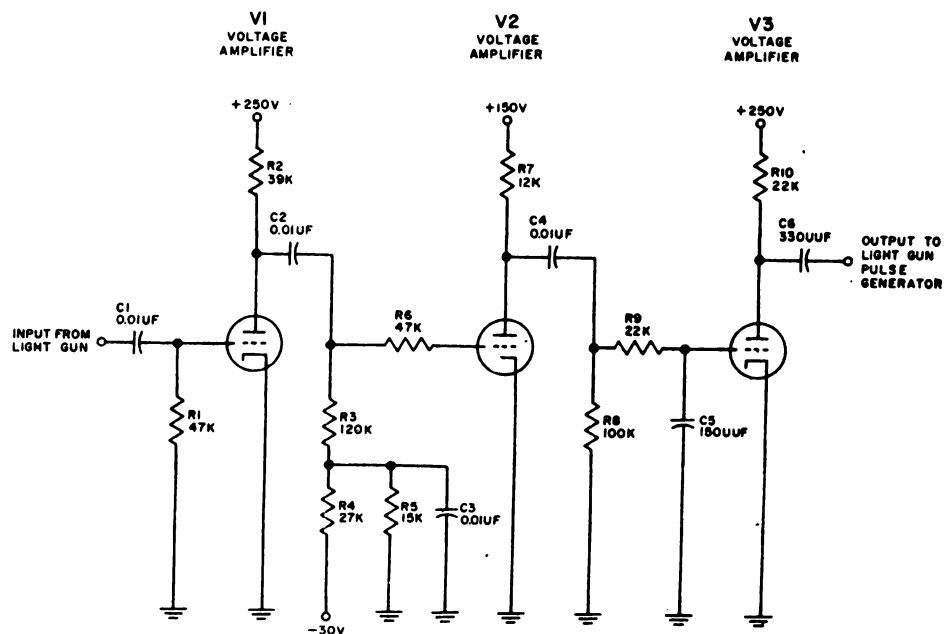 V1
VOLTAGE
AMPLIFIER
V2
VOLTAGE
AMPLIFIER
V3
VOLTAGE
AMPLIFIER
+250V
+150V
+250V
R2
39K
R7
12K
R10
22K
C2
0.01UF
C4
0.01UF
C6
330UUF
OUTPUT TO
LIGHT GUN
PULSE
GENERATOR
C1
0.01UF
INPUT FROM
LIGHT GUN
R6
47K
R9
22K
R1
47K
R3
120K
R8
100K
C5
180UUF
R4
27K
R5
15K
C3
0.01UF
-30V